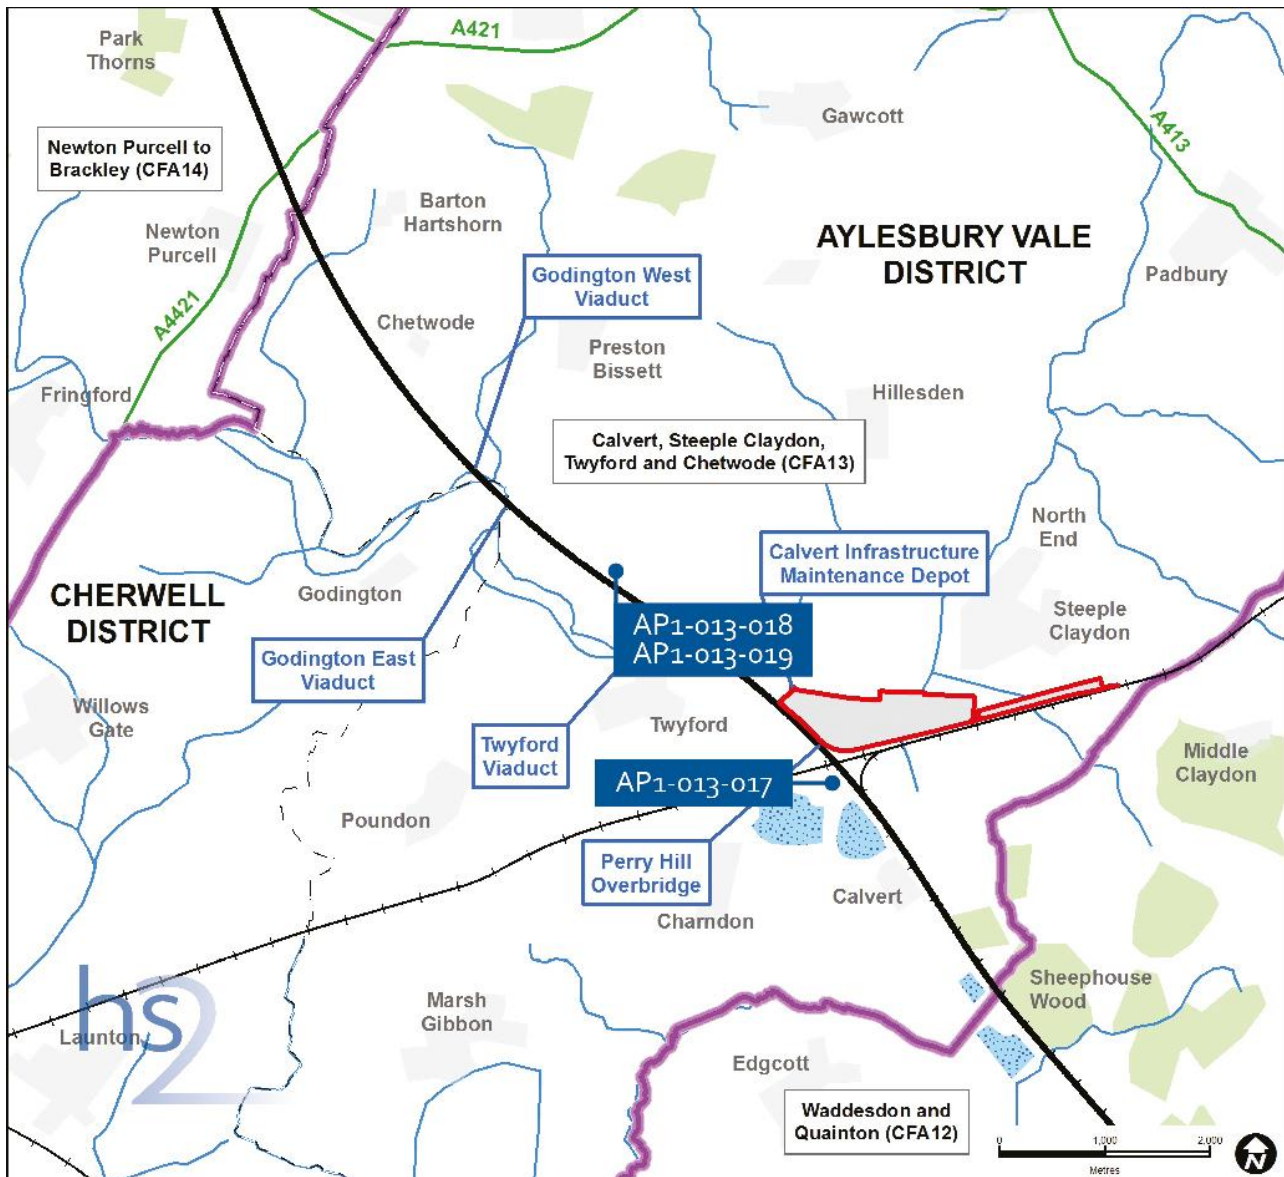 Park
Thorns
A421
Gawcott
A413
Newton Purcell to
Brackley (CFA14)
Barton
Hartshorn
Newton
Purcell
AYLESBURY VALE
DISTRICT
Padbury
Godington West
Viaduct
A4421
Chetwode
Preston
Bissett
Fringford
Hillesden
Calvert, Steeple Claydon,
Twyford and Chetwode (CFA13)
North
End
Calvert Infrastructure
Maintenance Depot
CHERWELL
DISTRICT
Godington
Steeple
Claydon
AP1-013-018
AP1-013-019
Godington East
Viaduct
Willows
Gate
Twyford
Twyford
Viaduct
Middle
Claydon
AP1-013-017
Poundon
Perry Hill
Overbridge
Calvert
Charndon
Sheephouse
Wood
hs2
Launton
Marsh
Gibbon
Edgcott
Waddesdon and
Quainton (CFA12)
0 1,000 2,000
Metres
N